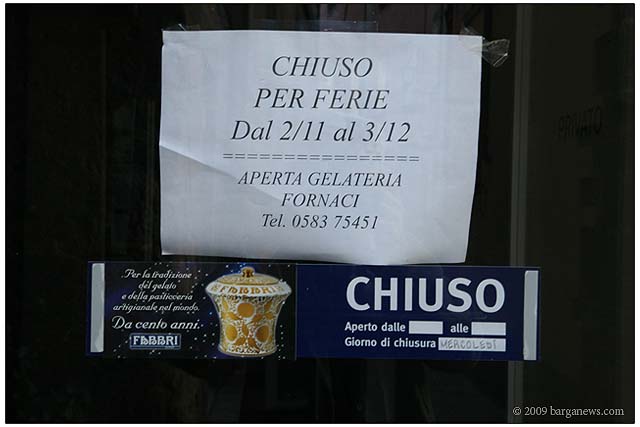 CHIUSO
PER FERIE
Dal 2/11 al 3/12
==================
APERTA GELATERIA
FORNACI
Tel. 0583 75451
PRIVATO
Per la tradizione
del gelato
e della pasticceria
artigianale nel mondo.
Da cento anni.
FABBRI
FABBRI
CHIUSO
Aperto dalle alle
Giorno di chiusura MERCOLEDÌ
© 2009 barganews.com